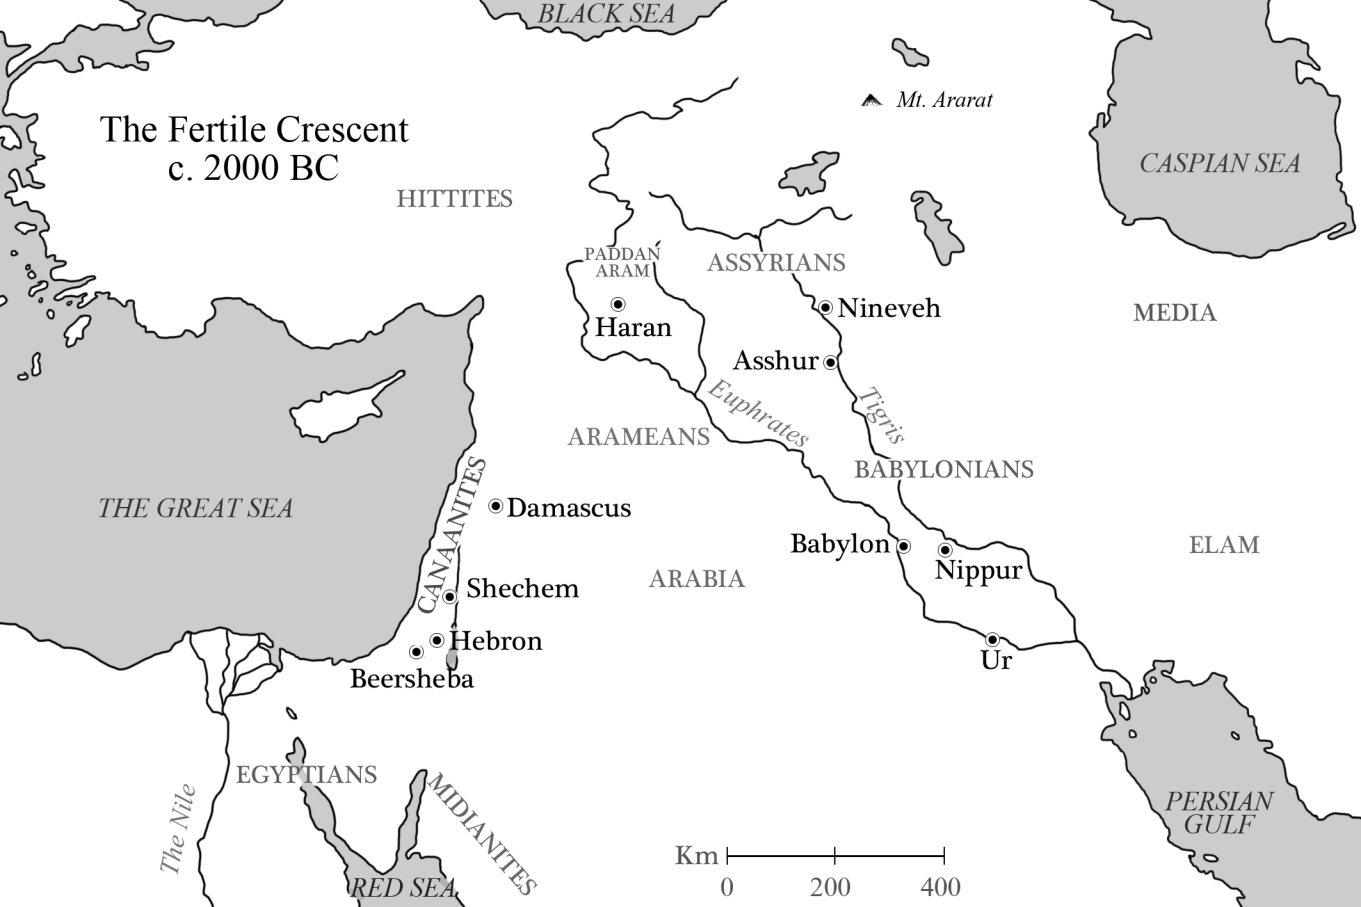 BLACK SEA
Mt. Ararat
The Fertile Crescent
c. 2000 BC
CASPIAN SEA
HITTITES
PADDAN
ARAM
ASSYRIANS
Haran
Nineveh
MEDIA
Asshur
Euphrates
Tigris
ARAMEANS
BABYLONIANS
THE GREAT SEA
CANAANITES
Damascus
Babylon
Nippur
ELAM
ARABIA
Shechem
Hebron
Beersheba
Ur
EGYPTIANS
The Nile
MIDIANITES
RED SEA
PERSIAN
GULF
Km
0 200 400